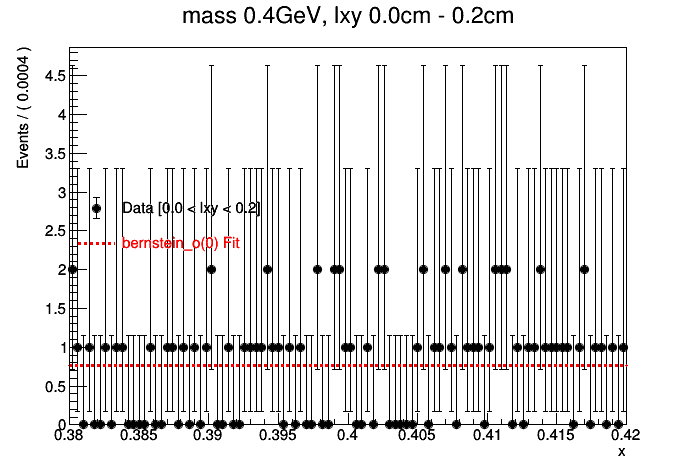 mass 0.4GeV, lxy 0.0cm - 0.2cm
Events / ( 0.0004 )
4.5
4
3.5
3
2.5
2
1.5
1
0.5
0
Data [0.0 < lxy < 0.2]
bernstein_o(0) Fit
0.38 0.385 0.39 0.395 0.4 0.405 0.41 0.415 0.42
x